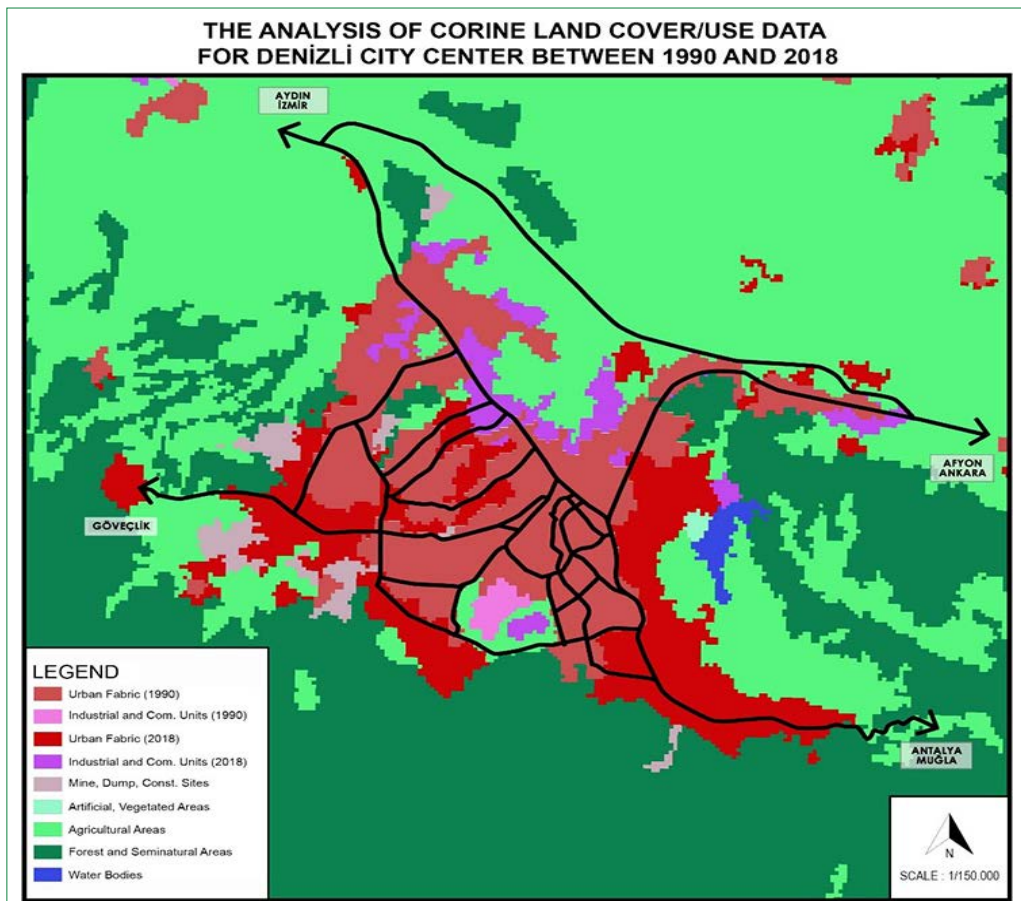 THE ANALYSIS OF CORINE LAND COVER/USE DATA
FOR DENİZLİ CITY CENTER BETWEEN 1990 AND 2018
AYDIN
İZMİR
AFYON
ANKARA
GÖVEÇLİK
ANTALYA
MUĞLA
LEGEND
Urban Fabric (1990)
Industrial and Com. Units (1990)
Urban Fabric (2018)
Industrial and Com. Units (2018)
Mine, Dump, Const. Sites
Artificial, Vegetated Areas
Agricultural Areas
Forest and Seminatural Areas
Water Bodies
N
SCALE : 1/150.000